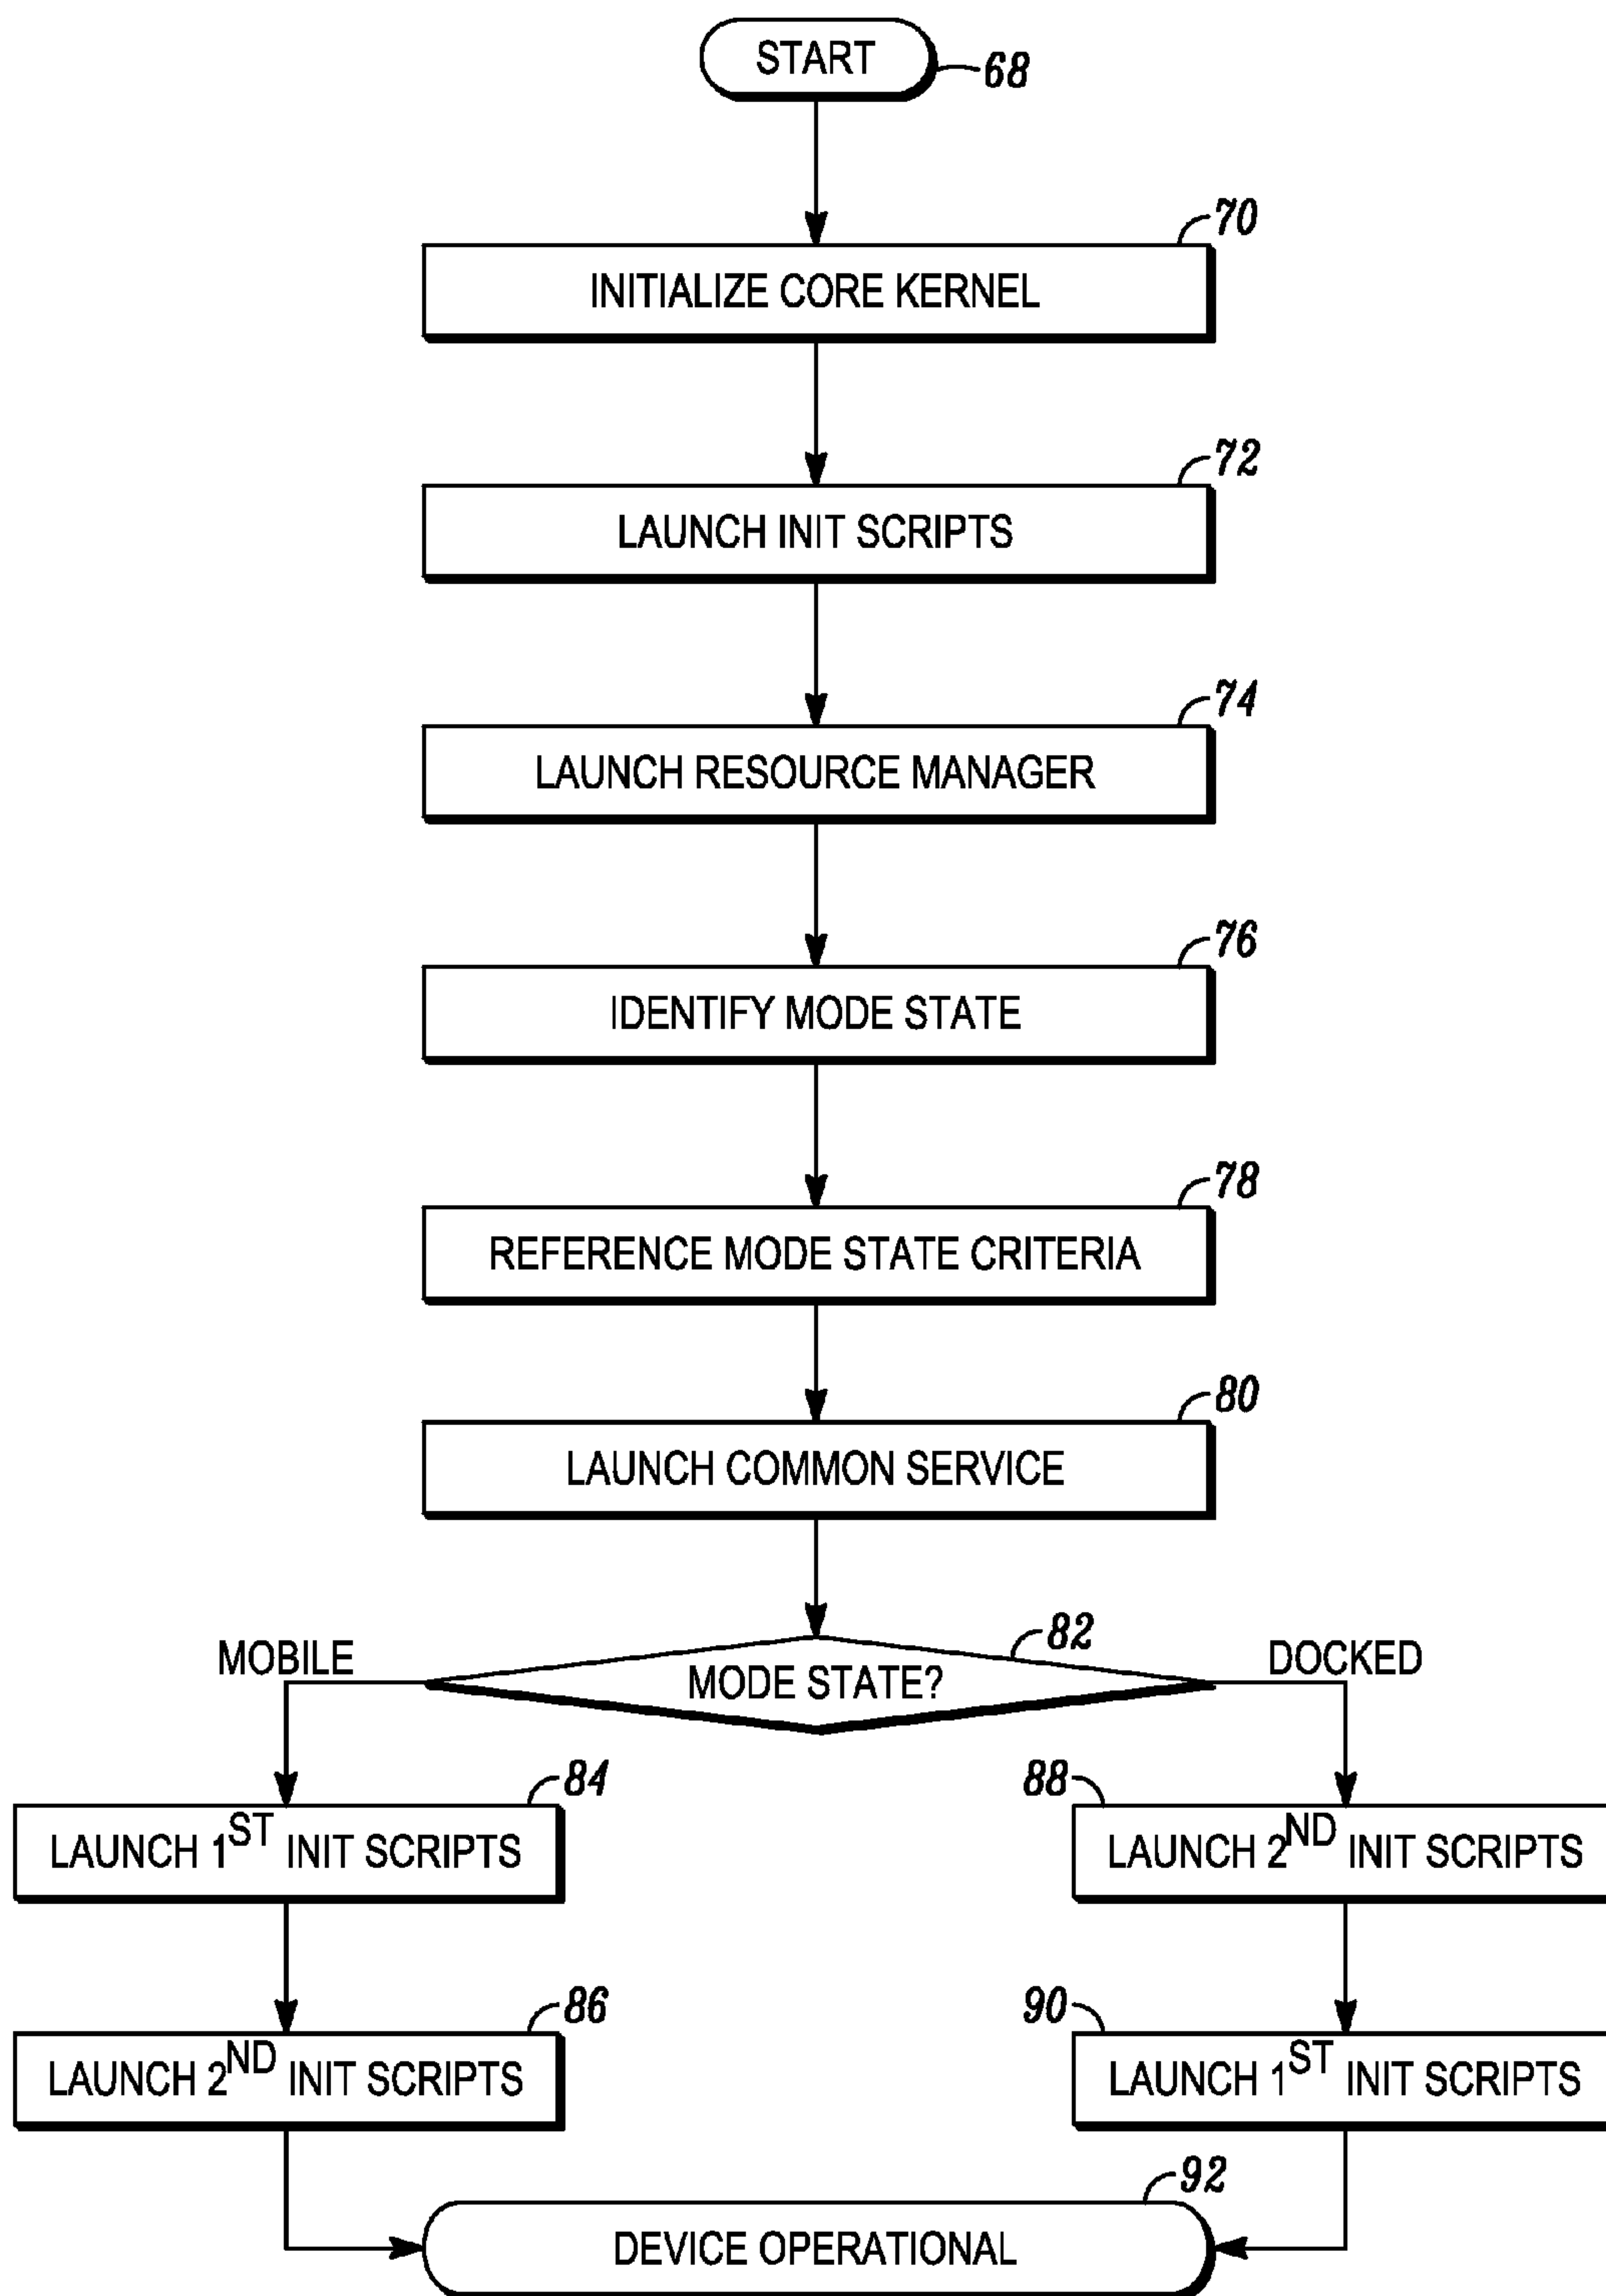 START
68
70
INITIALIZE CORE KERNEL
72
LAUNCH INIT SCRIPTS
74
LAUNCH RESOURCE MANAGER
76
IDENTIFY MODE STATE
78
REFERENCE MODE STATE CRITERIA
80
LAUNCH COMMON SERVICE
82
MOBILE
MODE STATE?
DOCKED
84
LAUNCH 1ST INIT SCRIPTS
88
LAUNCH 2ND INIT SCRIPTS
86
LAUNCH 2ND INIT SCRIPTS
90
LAUNCH 1ST INIT SCRIPTS
92
DEVICE OPERATIONAL